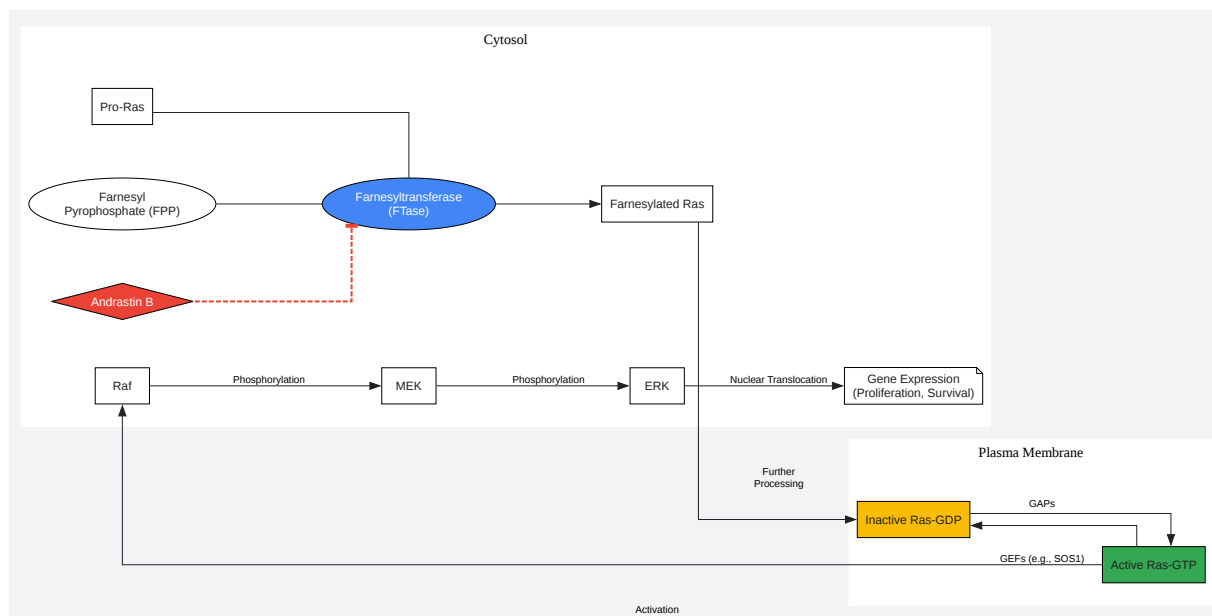 Cytosol
Pro-Ras
Farnesyl
Pyrophosphate (FPP)
Farnesyltransferase
(FTase)
Farnesylated Ras
Andrastin B
Raf
Phosphorylation
MEK
Phosphorylation
ERK
Nuclear Translocation
Gene Expression
(Proliferation, Survival)
Plasma Membrane
Further
Processing
Inactive Ras-GDP
GAPs
GEFs (e.g., SOS1)
Active Ras-GTP
Activation